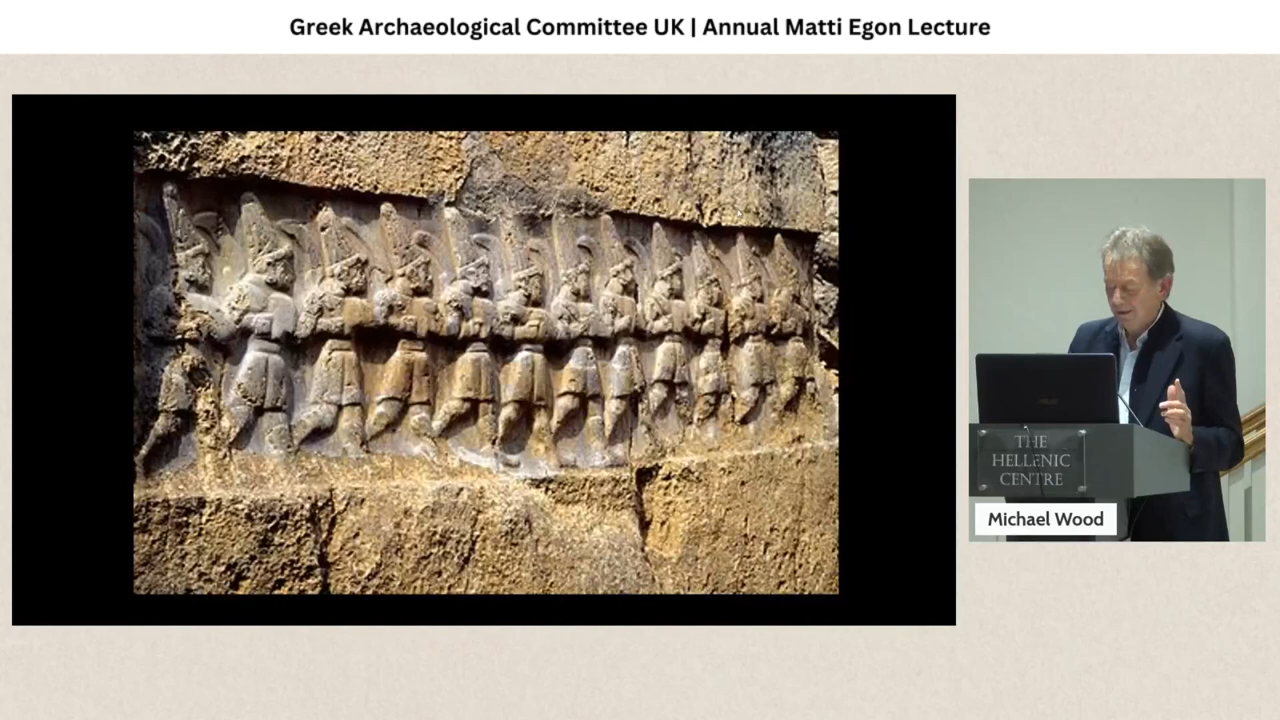 Greek Archaeological Committee UK | Annual Matti Egon Lecture
THE
HELLENIC
CENTRE
Michael Wood